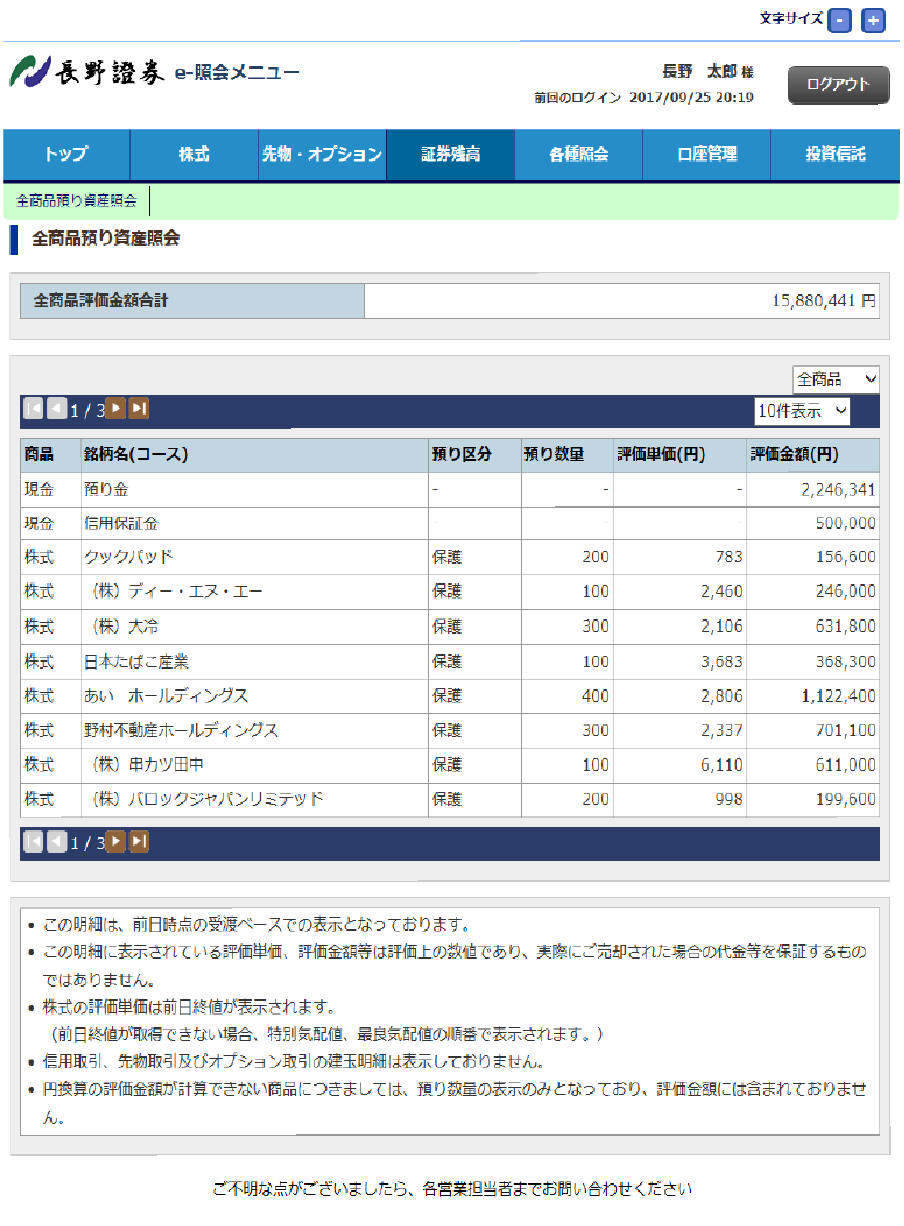 文字サイズ - +
長野證券 e-照会メニュー
長野 太郎 様
前回のログイン 2017/09/25 20:19
ログアウト
トップ 株式 先物・オプション 証券残高 各種照会 口座管理 投資信託
全商品預り資産照会
全商品預り資産照会
全商品評価金額合計 15,880,441 円
全商品
1 / 3 10件表示
商品 銘柄名(コース) 預り区分 預り数量 評価単価(円) 評価金額(円)
現金 預り金 - - - 2,246,341
現金 信用保証金 - - - 500,000
株式 クックパッド 保護 200 783 156,600
株式 （株）ディー・エヌ・エー 保護 100 2,460 246,000
株式 （株）大冷 保護 300 2,106 631,800
株式 日本たばこ産業 保護 100 3,683 368,300
株式 あい ホールディングス 保護 400 2,806 1,122,400
株式 野村不動産ホールディングス 保護 300 2,337 701,100
株式 （株）串カツ田中 保護 100 6,110 611,000
株式 （株）バロックジャパンリミテッド 保護 200 998 199,600
1 / 3
• この明細は、前日時点の受渡ベースでの表示となっております。
• この明細に表示されている評価単価、評価金額等は評価上の数値であり、実際にご売却された場合の代金等を保証するもの
ではありません。
• 株式の評価単価は前日終値が表示されます。
（前日終値が取得できない場合、特別気配値、最良気配値の順番で表示されます。）
• 信用取引、先物取引及びオプション取引の建玉明細は表示しておりません。
• 円換算の評価金額が計算できない商品につきましては、預り数量の表示のみとなっており、評価金額には含まれておりませ
ん。
ご不明な点がございましたら、各営業担当者までお問い合わせください